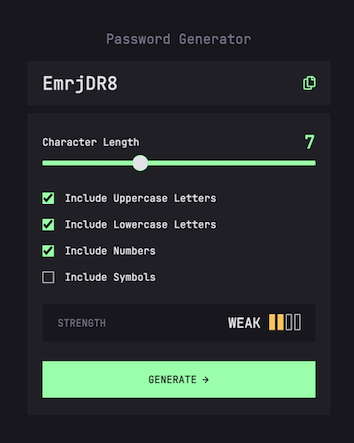 Password Generator
EmrjDR8
Character Length 7
Include Uppercase Letters
Include Lowercase Letters
Include Numbers
Include Symbols
STRENGTH WEAK
GENERATE →